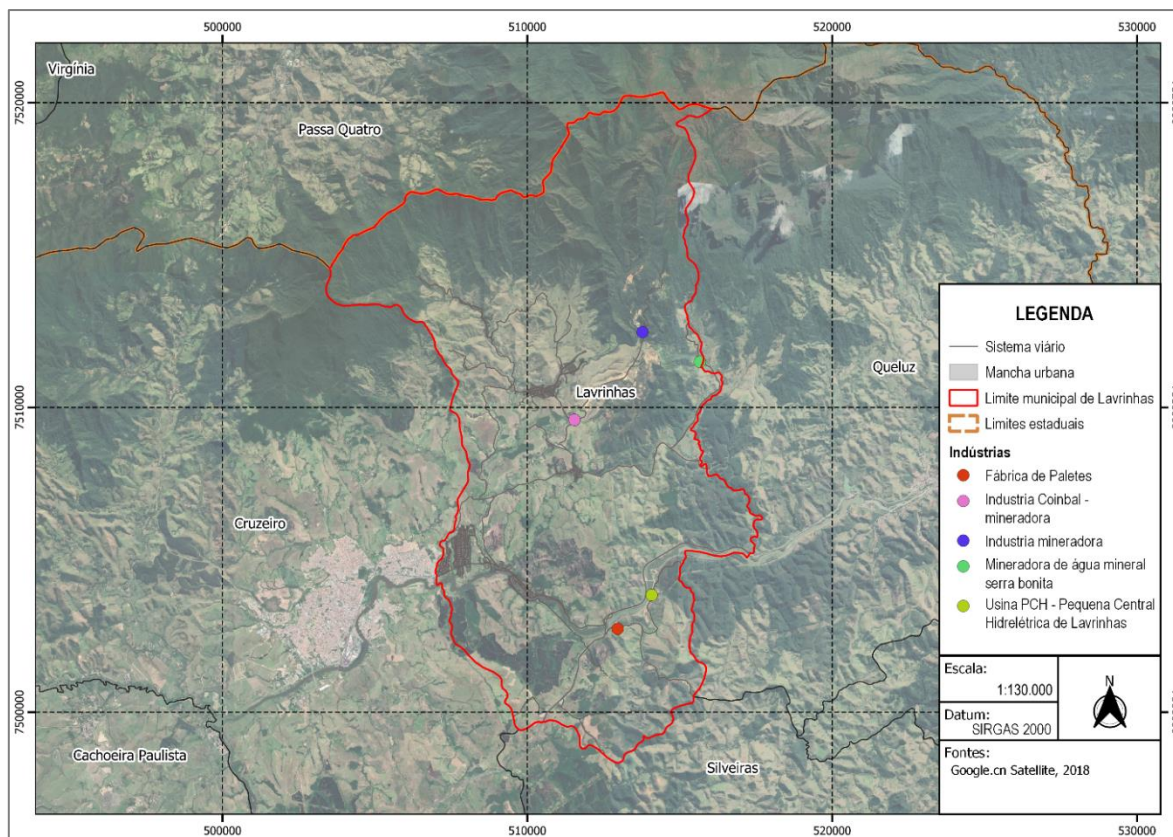 500000
510000
520000
530000
Virgínia
7520000
Passa Quatro
LEGENDA
Sistema viário
Mancha urbana
Limite municipal de Lavrinhas
Limites estaduais
Indústrias
Fábrica de Paletes
Industria Coinbal -
mineradora
Industria mineradora
Mineradora de água mineral
serra bonita
Usina PCH - Pequena Central
Hidrelétrica de Lavrinhas
Queluz
Lavrinhas
7510000
Cruzeiro
Escala:
1:130.000
N
Datum:
SIRGAS 2000
7500000
Fontes:
Google.cn Satellite, 2018
Cachoeira Paulista
Silveiras
500000
510000
520000
530000